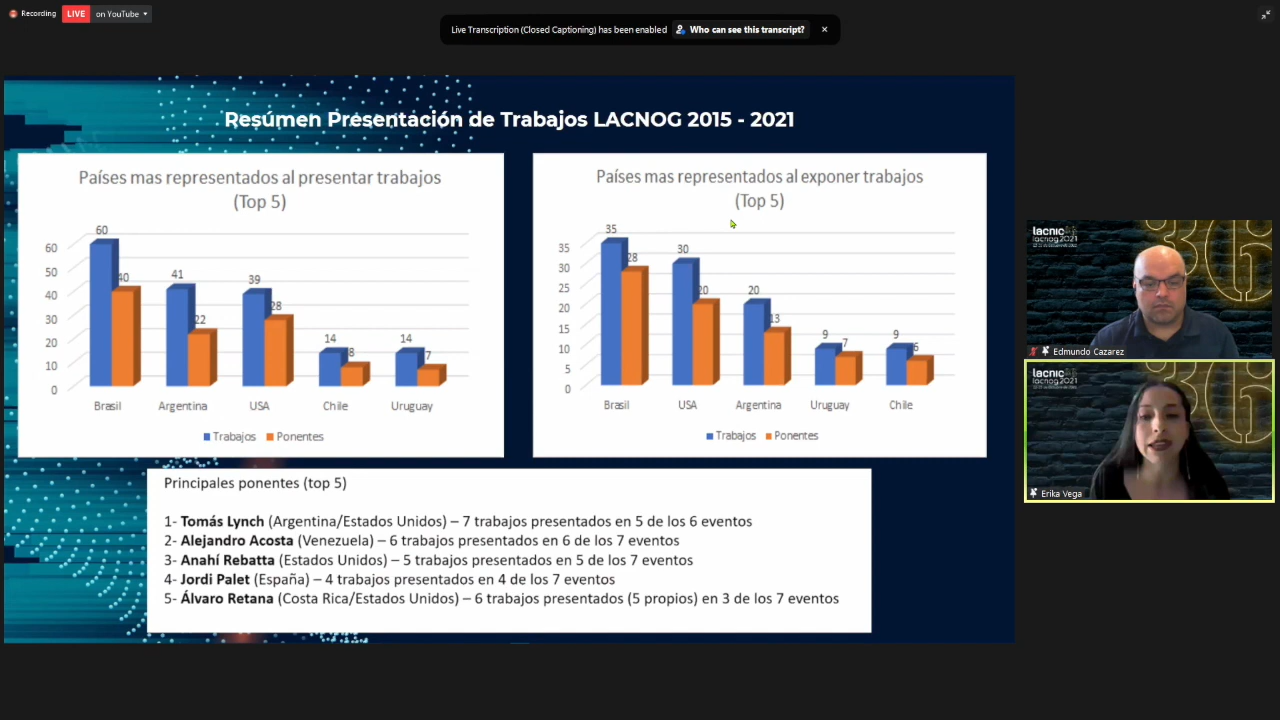 Recording
LIVE
on YouTube
Live Transcription (Closed Captioning) has been enabled
Who can see this transcript?
Resúmen Presentación de Trabajos LACNOG 2015 - 2021
Países mas representados al presentar trabajos
(Top 5)
60
50
40
30
20
10
0
60
40
41
22
39
28
14
8
14
7
Brasil
Argentina
USA
Chile
Uruguay
Trabajos
Ponentes
Países mas representados al exponer trabajos
(Top 5)
35
30
25
20
15
10
5
0
35
28
30
20
20
13
9
7
9
6
Brasil
USA
Argentina
Uruguay
Chile
Trabajos
Ponentes
Principales ponentes (top 5)
1- Tomás Lynch (Argentina/Estados Unidos) – 7 trabajos presentados en 5 de los 6 eventos
2- Alejandro Acosta (Venezuela) – 6 trabajos presentados en 6 de los 7 eventos
3- Anahí Rebatta (Estados Unidos) – 5 trabajos presentados en 5 de los 7 eventos
4- Jordi Palet (España) – 4 trabajos presentados en 4 de los 7 eventos
5- Álvaro Retana (Costa Rica/Estados Unidos) – 6 trabajos presentados (5 propios) en 3 de los 7 eventos
lacnic36
lacnog2021
Edmundo Cazarez
lacnic36
lacnog2021
Erika Vega